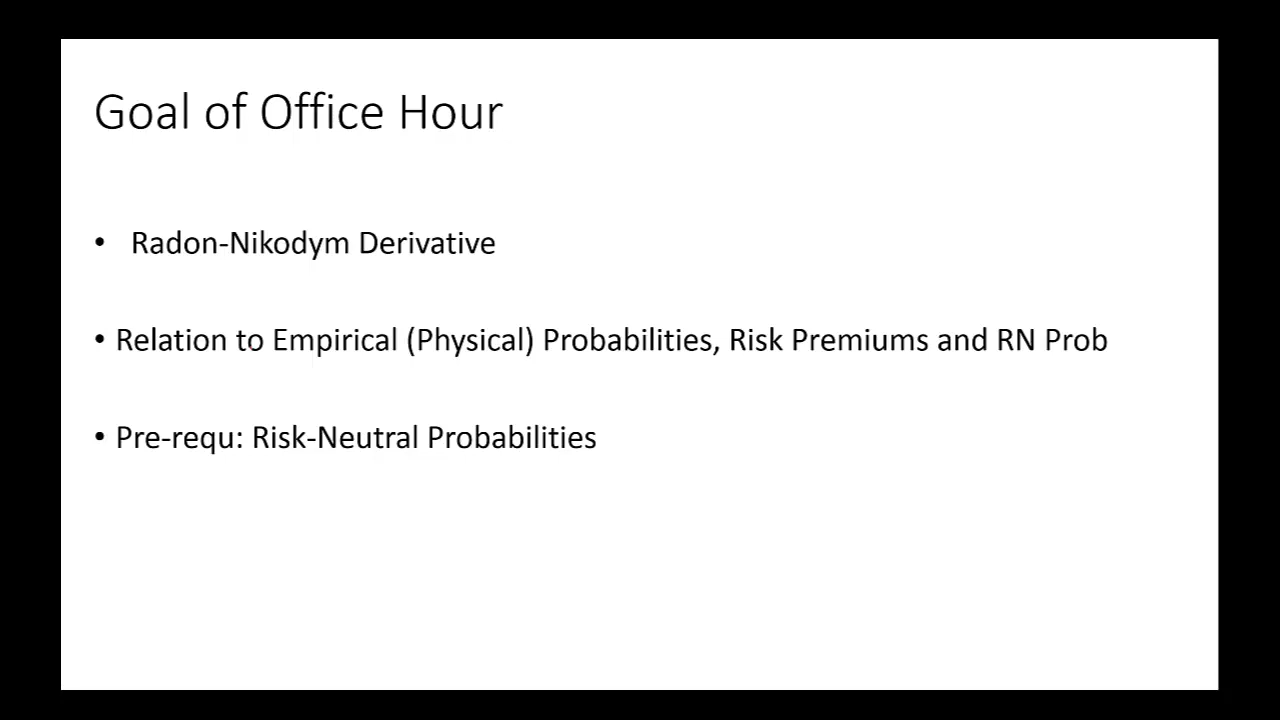 Goal of Office Hour
• Radon-Nikodym Derivative
• Relation to Empirical (Physical) Probabilities, Risk Premiums and RN Prob
• Pre-requ: Risk-Neutral Probabilities